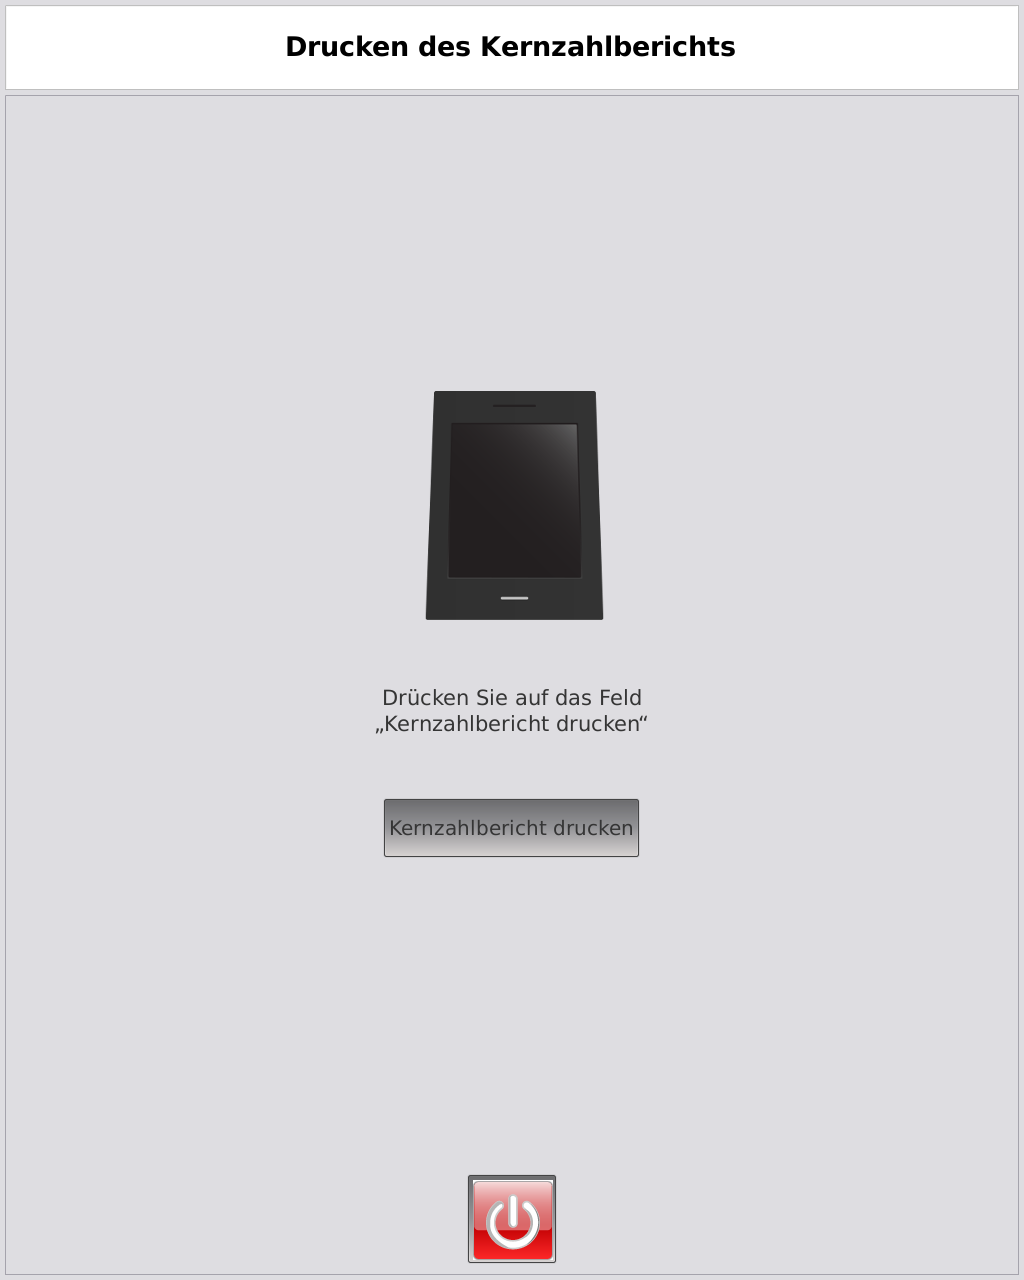 Drucken des Kernzahlberichts
Drücken Sie auf das Feld
„Kernzahlbericht drucken“
Kernzahlbericht drucken